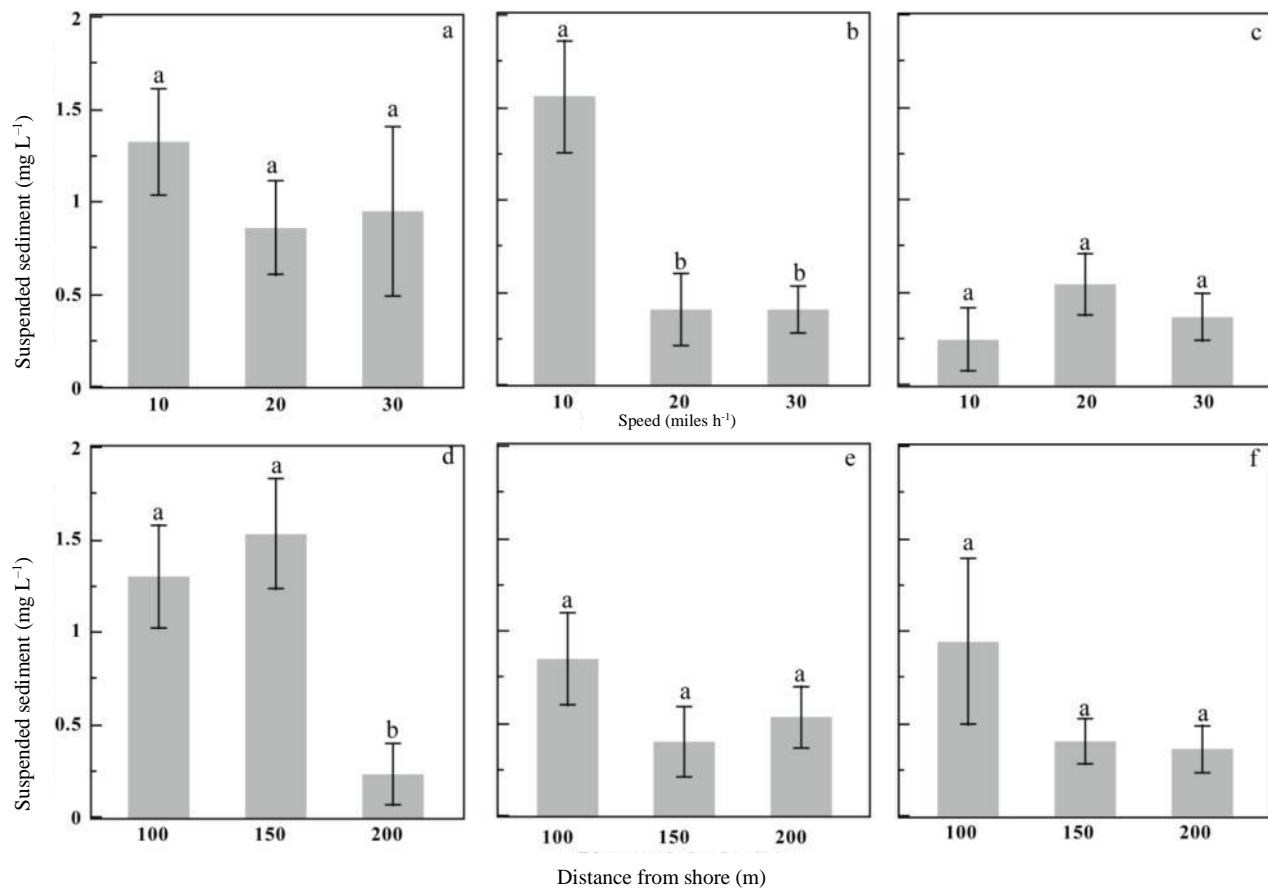 2
1.5
1
0.5
0
Suspended sediment (mg L⁻¹)
a
a
a
a
10
20
30
b
a
b
b
10
20
30
Speed (miles h⁻¹)
c
a
a
a
10
20
30
2
1.5
1
0.5
0
Suspended sediment (mg L⁻¹)
d
a
a
b
100
150
200
e
a
a
a
100
150
200
f
a
a
a
100
150
200
Distance from shore (m)